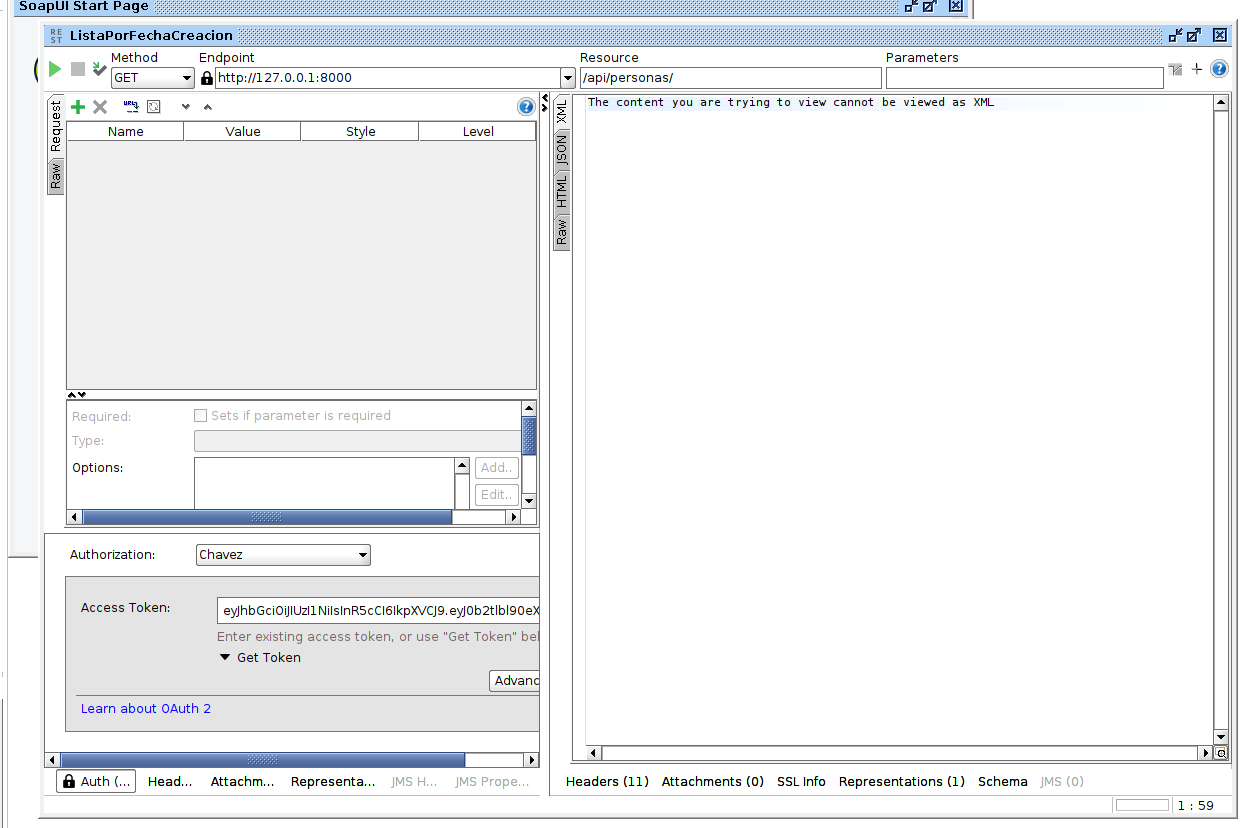 SoapUI Start Page
REST ListaPorFechaCreacion
Method Endpoint Resource Parameters
GET http://127.0.0.1:8000 /api/personas/
Request
Raw
Name Value Style Level
XML
JSON
HTML
Raw
The content you are trying to view cannot be viewed as XML
Required: Sets if parameter is required
Type:
Options: Add..
Edit..
Authorization: Chavez
Access Token: eyJhbGciOiJIUzI1NiIsInR5cCI6IkpXVCJ9.eyJ0b2tlbl90eX
Enter existing access token, or use "Get Token" bel
Get Token
Advanc
Learn about OAuth 2
Auth (... Head... Attachm... Representa... JMS H... JMS Prope...
Headers (11) Attachments (0) SSL Info Representations (1) Schema JMS (0)
1 : 59